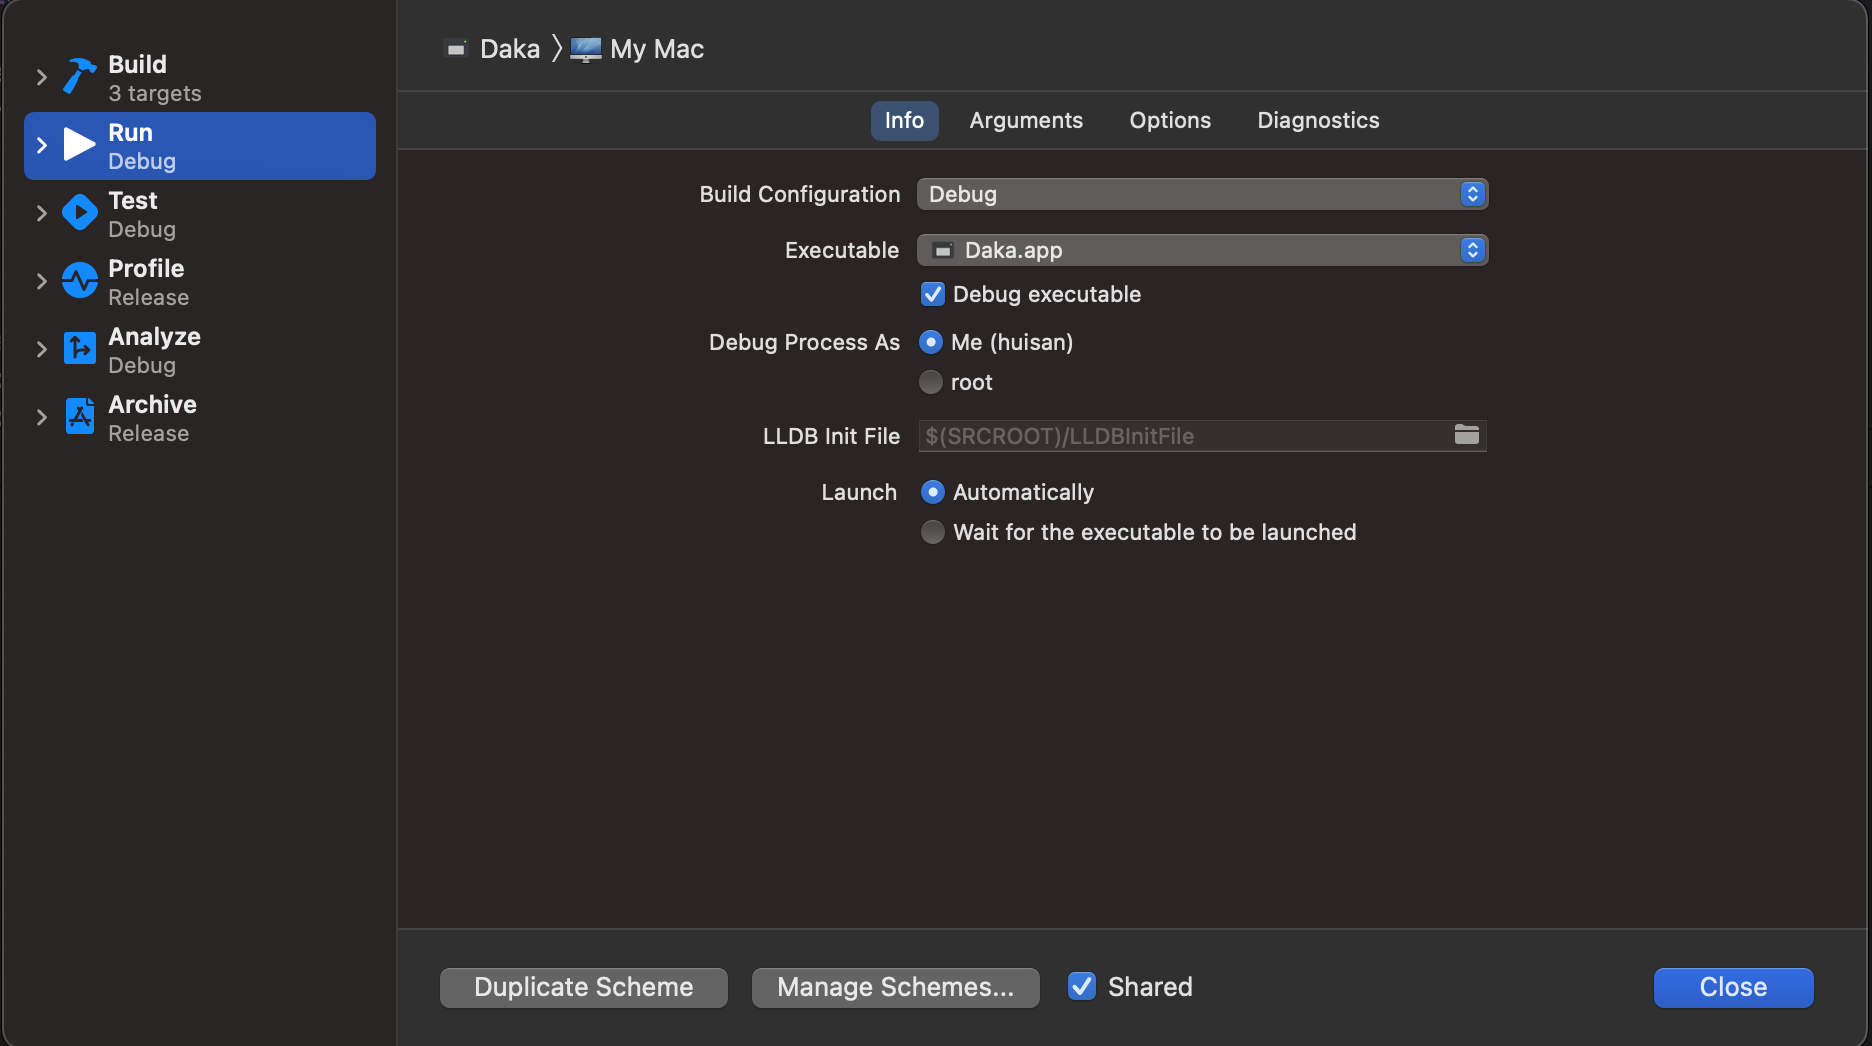 Build
3 targets
Run
Debug
Test
Debug
Profile
Release
Analyze
Debug
Archive
Release
Daka 〉 My Mac
Info Arguments Options Diagnostics
Build Configuration Debug
Executable Daka.app
Debug executable
Debug Process As Me (huisan)
root
LLDB Init File $(SRCROOT)/LLDBInitFile
Launch Automatically
Wait for the executable to be launched
Duplicate Scheme Manage Schemes... Shared Close